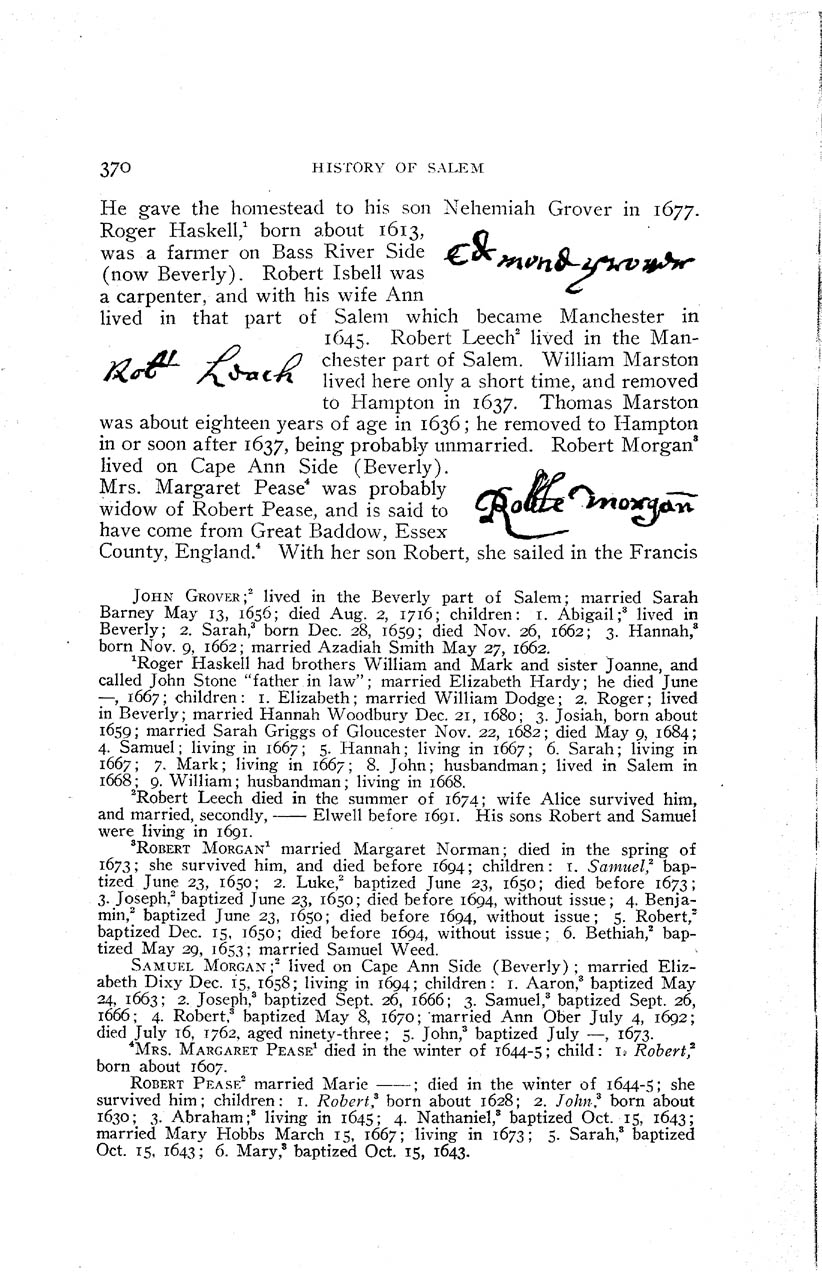 370 HISTORY OF SALEM
He gave the homestead to his son Nehemiah Grover in 1677.
Roger Haskell,¹ born about 1613,
was a farmer on Bass River Side
(now Beverly). Robert Isbell was
a carpenter, and with his wife Ann
Edmond grover
lived in that part of Salem which became Manchester in
1645. Robert Leech² lived in the Man-
chester part of Salem. William Marston
lived here only a short time, and removed
to Hampton in 1637. Thomas Marston
Robt Leach
was about eighteen years of age in 1636; he removed to Hampton
in or soon after 1637, being probably unmarried. Robert Morgan³
lived on Cape Ann Side (Beverly).
Mrs. Margaret Pease⁴ was probably
widow of Robert Pease, and is said to
have come from Great Baddow, Essex
Robte morgan
County, England.⁴ With her son Robert, she sailed in the Francis
JOHN GROVER;² lived in the Beverly part of Salem; married Sarah
Barney May 13, 1656; died Aug. 2, 1716; children: 1. Abigail;³ lived in
Beverly; 2. Sarah,³ born Dec. 28, 1659; died Nov. 26, 1662; 3. Hannah,³
born Nov. 9, 1662; married Azadiah Smith May 27, 1662.
¹Roger Haskell had brothers William and Mark and sister Joanne, and
called John Stone "father in law"; married Elizabeth Hardy; he died June
—, 1667; children: 1. Elizabeth; married William Dodge; 2. Roger; lived
in Beverly; married Hannah Woodbury Dec. 21, 1680; 3. Josiah, born about
1659; married Sarah Griggs of Gloucester Nov. 22, 1682; died May 9, 1684;
4. Samuel; living in 1667; 5. Hannah; living in 1667; 6. Sarah; living in
1667; 7. Mark; living in 1667; 8. John; husbandman; lived in Salem in
1668; 9. William; husbandman; living in 1668.
²Robert Leech died in the summer of 1674; wife Alice survived him,
and married, secondly, —— Elwell before 1691. His sons Robert and Samuel
were living in 1691.
³ROBERT MORGAN¹ married Margaret Norman; died in the spring of
1673; she survived him, and died before 1694; children: 1. Samuel,² bap-
tized June 23, 1650; 2. Luke,² baptized June 23, 1650; died before 1673;
3. Joseph,² baptized June 23, 1650; died before 1694, without issue; 4. Benja-
min,² baptized June 23, 1650; died before 1694, without issue; 5. Robert,²
baptized Dec. 15, 1650; died before 1694, without issue; 6. Bethiah,² bap-
tized May 29, 1653; married Samuel Weed.
SAMUEL MORGAN;² lived on Cape Ann Side (Beverly); married Eliz-
abeth Dixy Dec. 15, 1658; living in 1694; children: 1. Aaron,³ baptized May
24, 1663; 2. Joseph,³ baptized Sept. 26, 1666; 3. Samuel,³ baptized Sept. 26,
1666; 4. Robert,³ baptized May 8, 1670; married Ann Ober July 4, 1692;
died July 16, 1762, aged ninety-three; 5. John,³ baptized July —, 1673.
⁴MRS. MARGARET PEASE¹ died in the winter of 1644-5; child: 1. Robert,²
born about 1607.
ROBERT PEASE² married Marie ——; died in the winter of 1644-5; she
survived him; children: 1. Robert,³ born about 1628; 2. John,³ born about
1630; 3. Abraham;³ living in 1645; 4. Nathaniel,³ baptized Oct. 15, 1643;
married Mary Hobbs March 15, 1667; living in 1673; 5. Sarah,³ baptized
Oct. 15, 1643; 6. Mary,³ baptized Oct. 15, 1643.